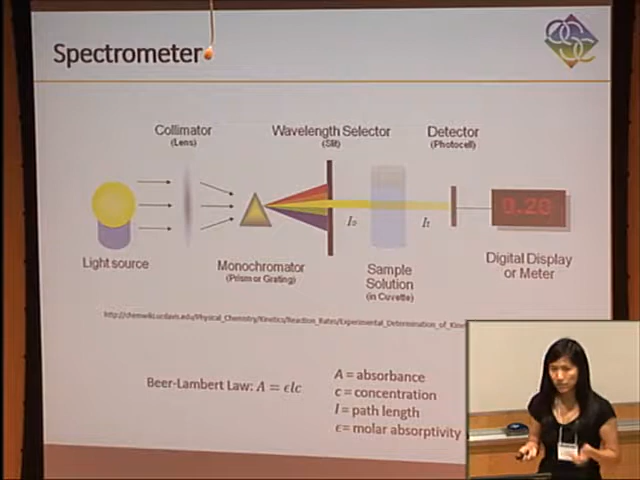 Spectrometer
Collimator
(Lens)
Wavelength Selector
(Slit)
Detector
(Photocell)
0.20
I₀
Iₜ
Light source
Monochromator
(Prism or Grating)
Sample
Solution
(in Cuvette)
Digital Display
or Meter
http://chemwiki.ucdavis.edu/Physical_Chemistry/Kinetics/Reaction_Rates/Experimental_Determination_of_Kine
Beer-Lambert Law: A = ϵlc
A = absorbance
c = concentration
l = path length
ϵ = molar absorptivity